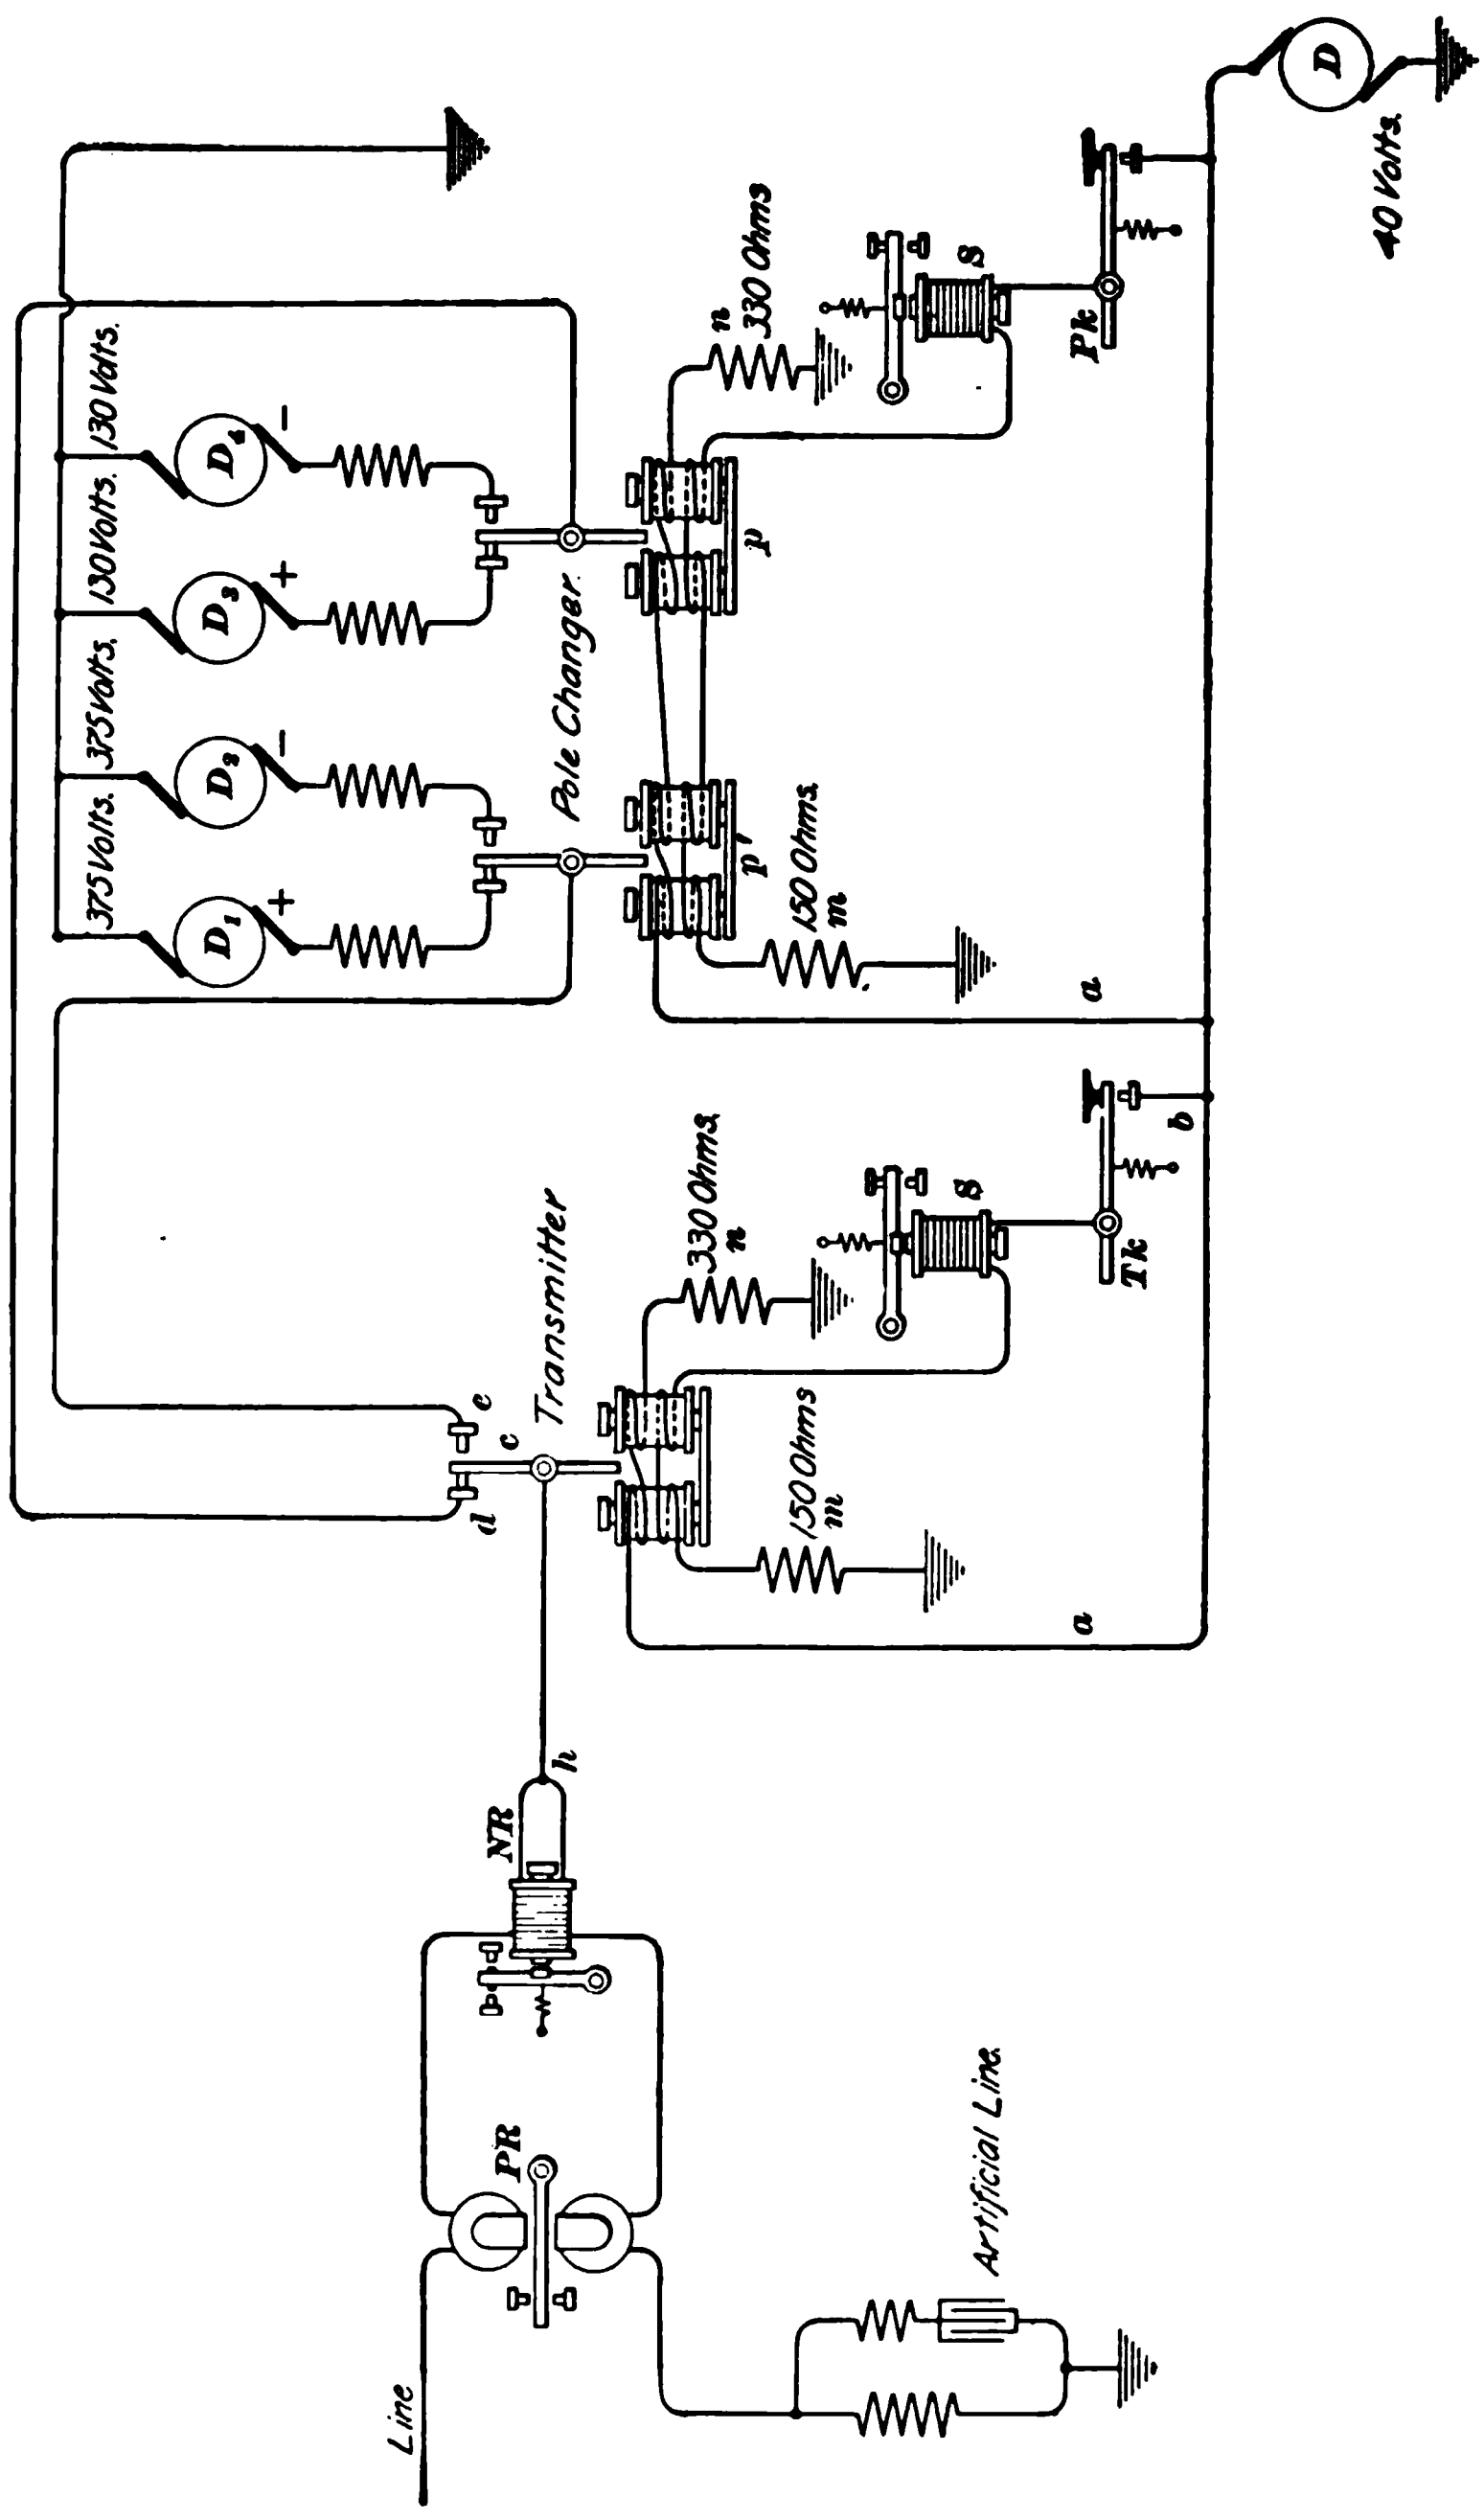 Line
Artificial Line
PR
NR
h
Transmitter
d
c
e
150 Ohms
m
330 Ohms
n
a
S
TK
b
375 Volts.
375 Volts.
130 Volts.
130 Volts.
D1
+
D2
−
D3
+
D4
−
Pole Changer
p'
p
150 Ohms
m
n
330 Ohms
a
S
PK
D
40 Volts.